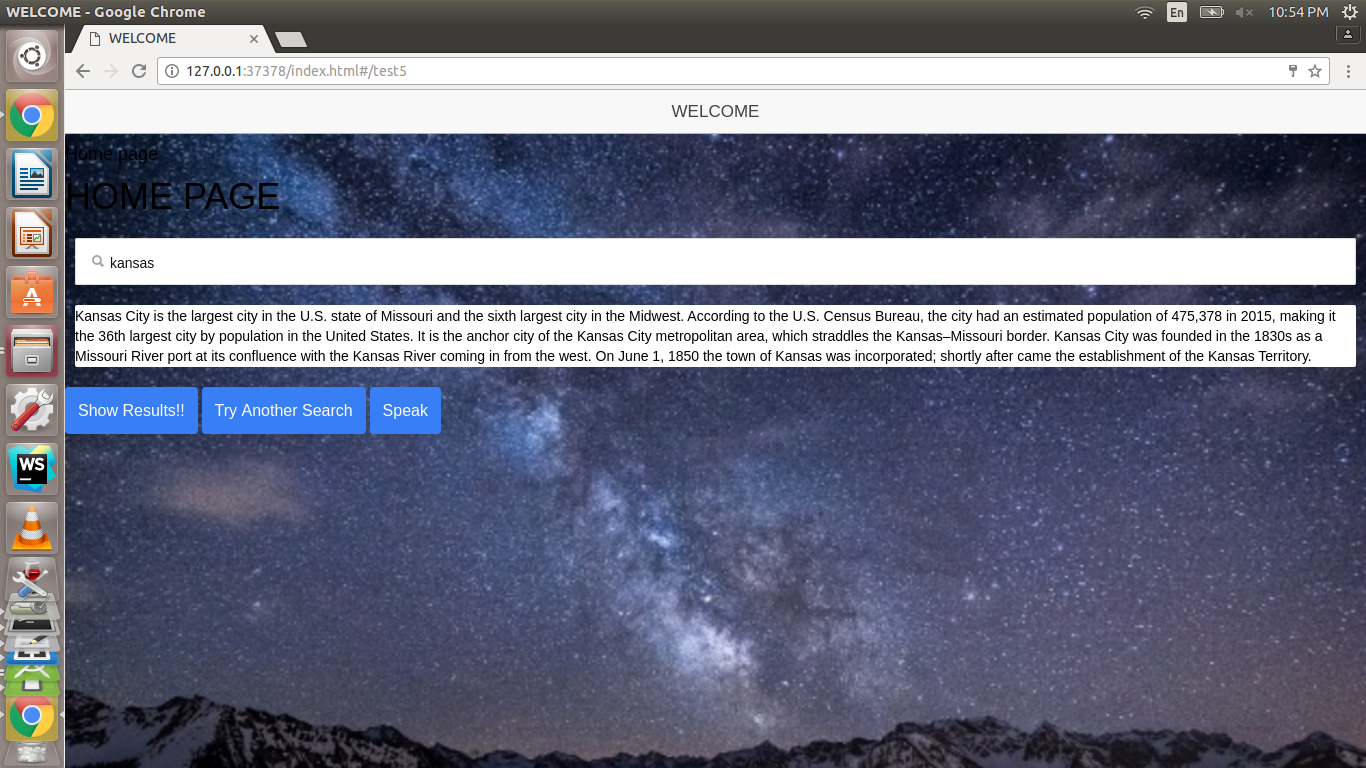 WELCOME - Google Chrome
En
10:54 PM
WELCOME
127.0.0.1:37378/index.html#/test5
WELCOME
Home page
HOME PAGE
kansas
Kansas City is the largest city in the U.S. state of Missouri and the sixth largest city in the Midwest. According to the U.S. Census Bureau, the city had an estimated population of 475,378 in 2015, making it
the 36th largest city by population in the United States. It is the anchor city of the Kansas City metropolitan area, which straddles the Kansas–Missouri border. Kansas City was founded in the 1830s as a
Missouri River port at its confluence with the Kansas River coming in from the west. On June 1, 1850 the town of Kansas was incorporated; shortly after came the establishment of the Kansas Territory.
Show Results!! Try Another Search Speak
WS